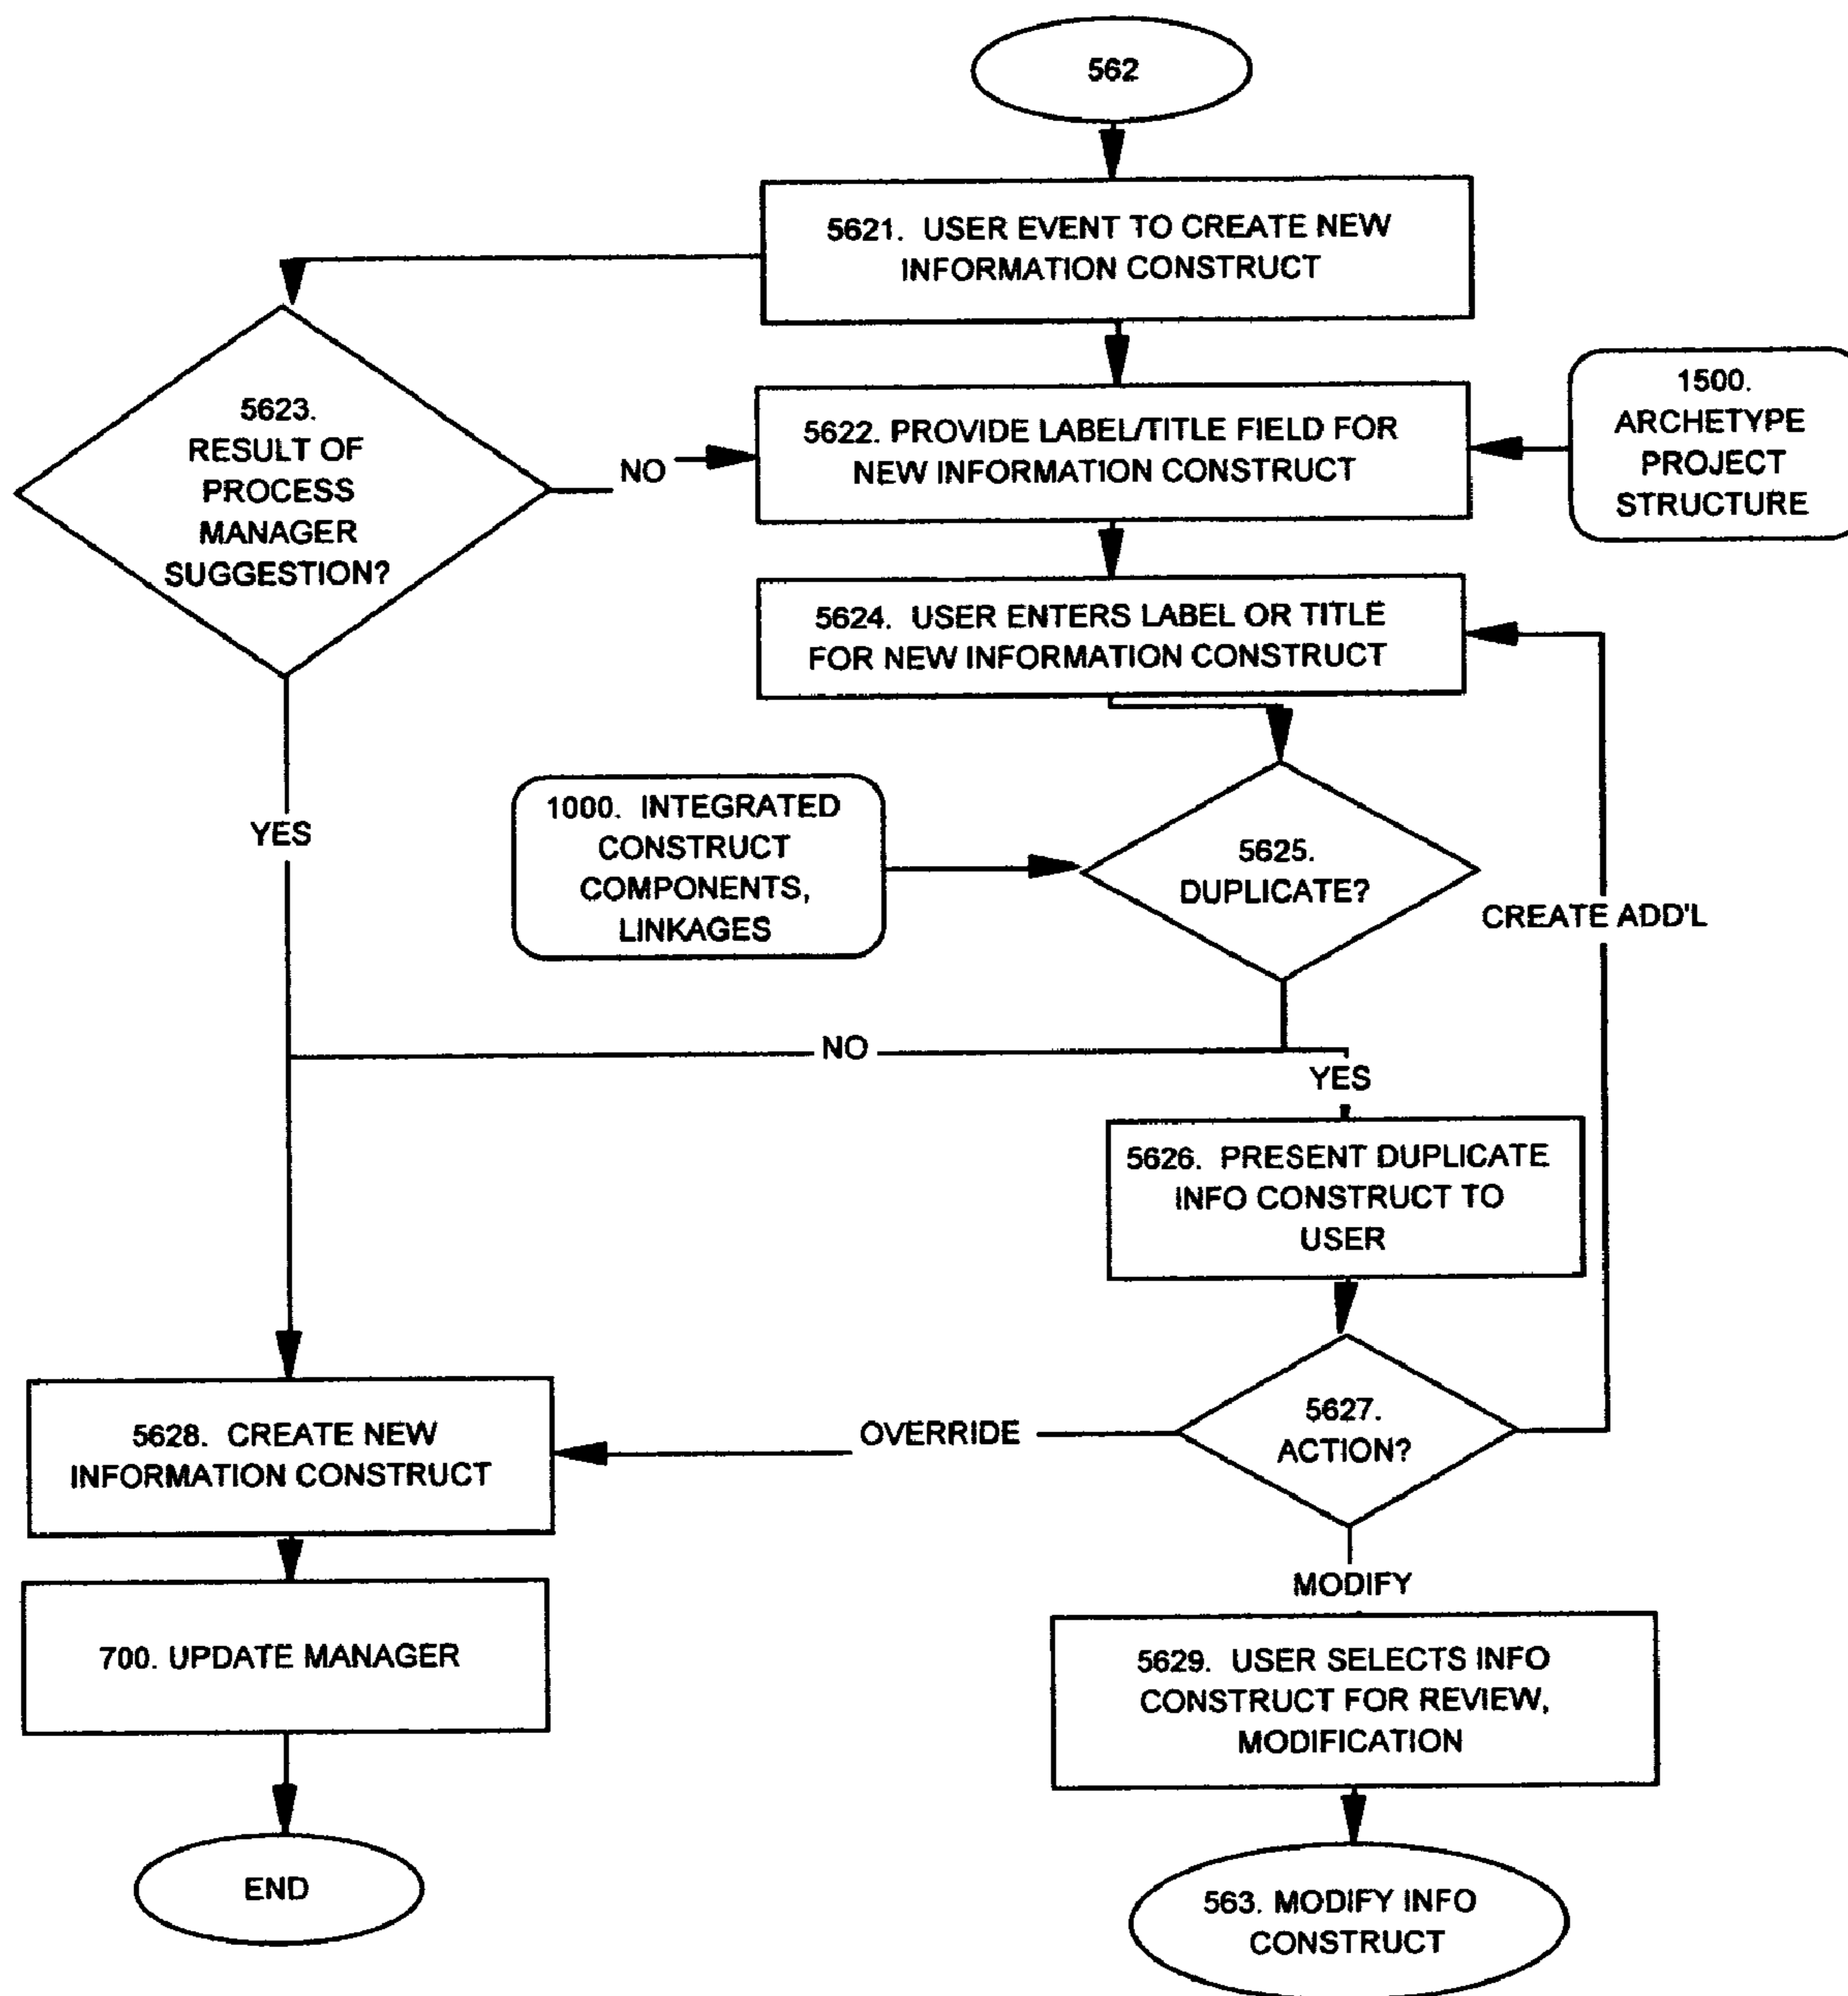 562
5621. USER EVENT TO CREATE NEW
INFORMATION CONSTRUCT
5623.
RESULT OF
PROCESS
MANAGER
SUGGESTION?
NO
5622. PROVIDE LABEL/TITLE FIELD FOR
NEW INFORMATION CONSTRUCT
1500.
ARCHETYPE
PROJECT
STRUCTURE
5624. USER ENTERS LABEL OR TITLE
FOR NEW INFORMATION CONSTRUCT
YES
1000. INTEGRATED
CONSTRUCT
COMPONENTS,
LINKAGES
5625.
DUPLICATE?
CREATE ADD'L
NO
YES
5626. PRESENT DUPLICATE
INFO CONSTRUCT TO
USER
5628. CREATE NEW
INFORMATION CONSTRUCT
OVERRIDE
5627.
ACTION?
MODIFY
700. UPDATE MANAGER
5629. USER SELECTS INFO
CONSTRUCT FOR REVIEW,
MODIFICATION
END
563. MODIFY INFO
CONSTRUCT